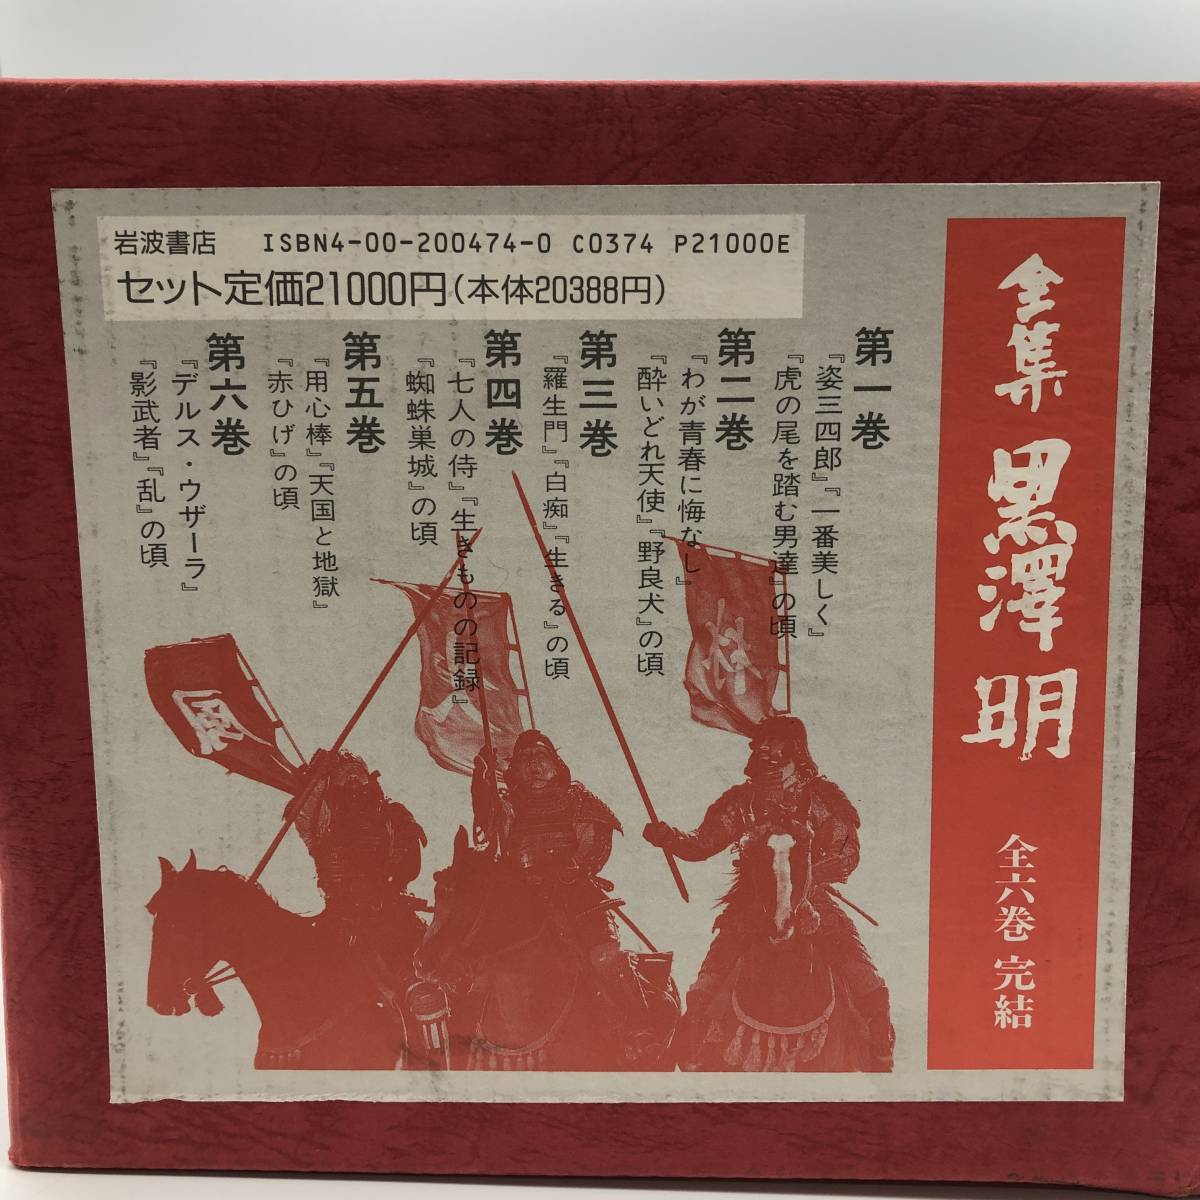 岩波書店 ISBN4-00-200474-0 C0374 P21000E
セット定価21000円(本体20388円)
全集 黒澤明 全六巻 完結
第一巻
『姿三四郎』『一番美しく』
『虎の尾を踏む男達』の頃
第二巻
『わが青春に悔なし』
『酔いどれ天使』『野良犬』の頃
第三巻
『羅生門』『白痴』『生きる』の頃
第四巻
『七人の侍』『生きものの記録』
『蜘蛛巣城』の頃
第五巻
『用心棒』『天国と地獄』
『赤ひげ』の頃
第六巻
『デルス・ウザーラ』
『影武者』『乱』の頃
風
林